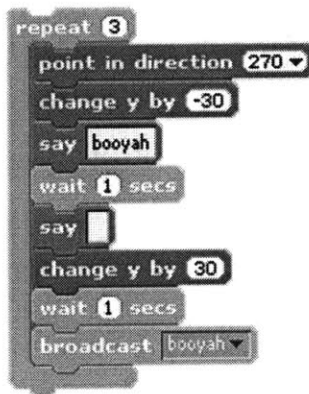 repeat 3
point in direction 270
change y by -30
say booyah
wait 1 secs
say
change y by 30
wait 1 secs
broadcast booyah